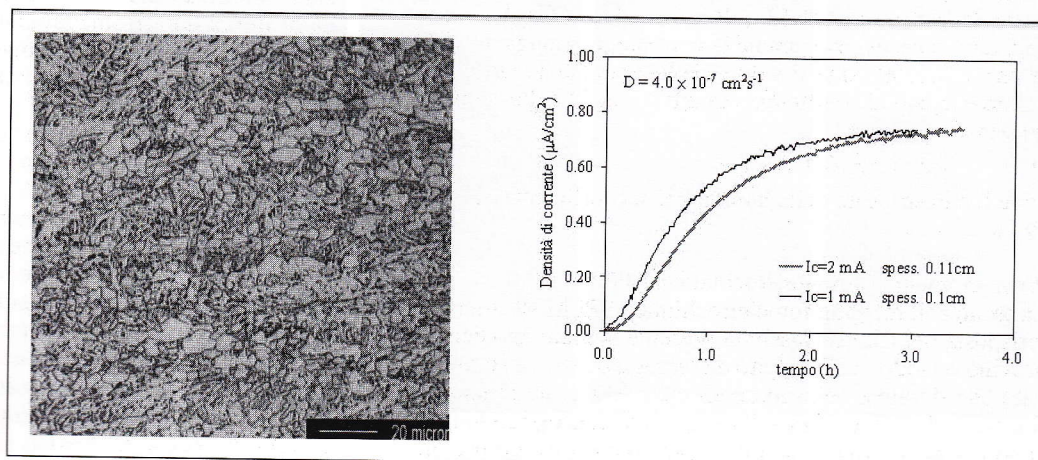 20 micron
D = 4.0 x 10⁻⁷ cm²s⁻¹
Densità di corrente (μA/cm²)
1.00
0.80
0.60
0.40
0.20
0.00
Ic=2 mA spess. 0.11cm
Ic=1 mA spess. 0.1cm
0.0 1.0 2.0 3.0 4.0
tempo (h)